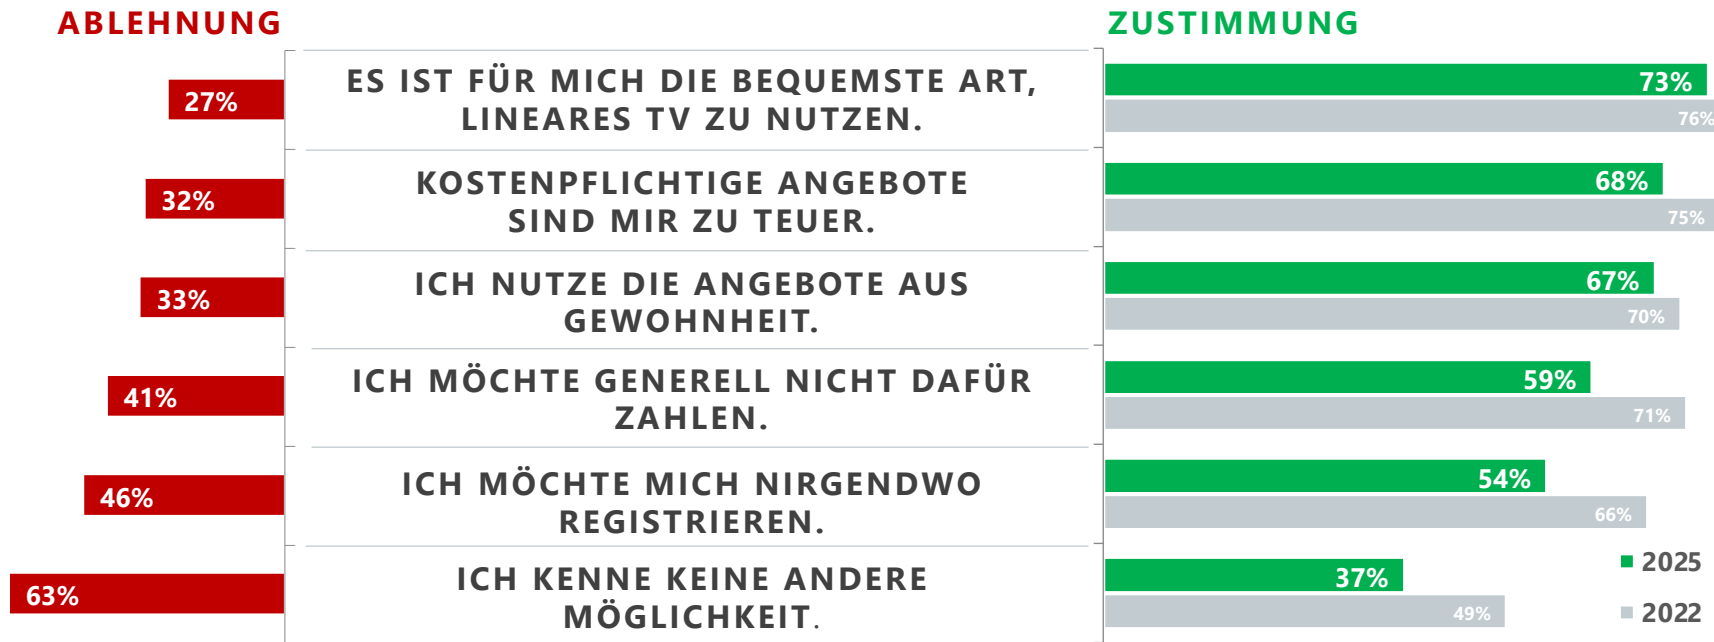 ABLEHNUNG
ZUSTIMMUNG
27%
ES IST FÜR MICH DIE BEQUEMSTE ART,
LINEARES TV ZU NUTZEN.
73%
76%
32%
KOSTENPFLICHTIGE ANGEBOTE
SIND MIR ZU TEUER.
68%
75%
33%
ICH NUTZE DIE ANGEBOTE AUS
GEWOHNHEIT.
67%
70%
41%
ICH MÖCHTE GENERELL NICHT DAFÜR
ZAHLEN.
59%
71%
46%
ICH MÖCHTE MICH NIRGENDWO
REGISTRIEREN.
54%
66%
63%
ICH KENNE KEINE ANDERE
MÖGLICHKEIT.
37%
49%
2025
2022